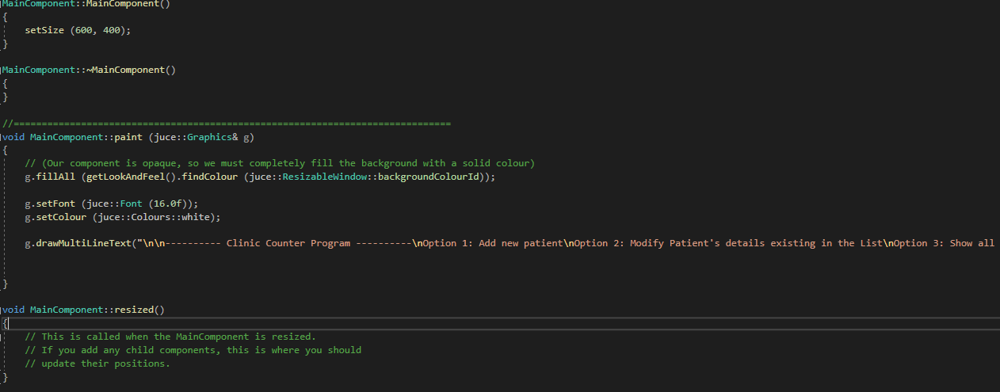 MainComponent::MainComponent()
{
    setSize (600, 400);
}
MainComponent::~MainComponent()
{
}
//==============================================================================
void MainComponent::paint (juce::Graphics& g)
{
    // (Our component is opaque, so we must completely fill the background with a solid colour)
    g.fillAll (getLookAndFeel().findColour (juce::ResizableWindow::backgroundColourId));
    g.setFont (juce::Font (16.0f));
    g.setColour (juce::Colours::white);
    g.drawMultiLineText("\n\n---------- Clinic Counter Program ----------\nOption 1: Add new patient\nOption 2: Modify Patient's details existing in the List\nOption 3: Show all
}
void MainComponent::resized()
{
    // This is called when the MainComponent is resized.
    // If you add any child components, this is where you should
    // update their positions.
}